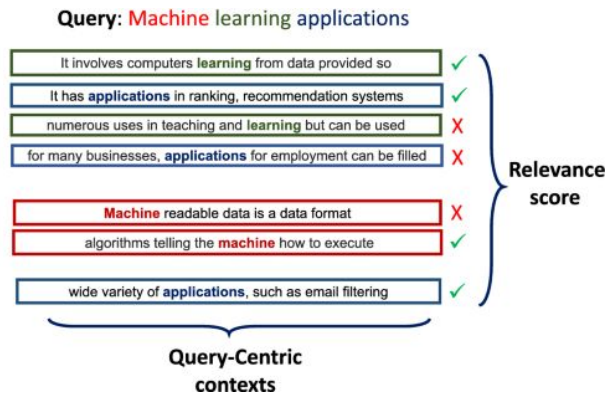 Query: Machine learning applications
It involves computers learning from data provided so ✓
It has applications in ranking, recommendation systems ✓
numerous uses in teaching and learning but can be used X
for many businesses, applications for employment can be filled X
Machine readable data is a data format X
algorithms telling the machine how to execute ✓
wide variety of applications, such as email filtering ✓
Relevance
score
Query-Centric
contexts